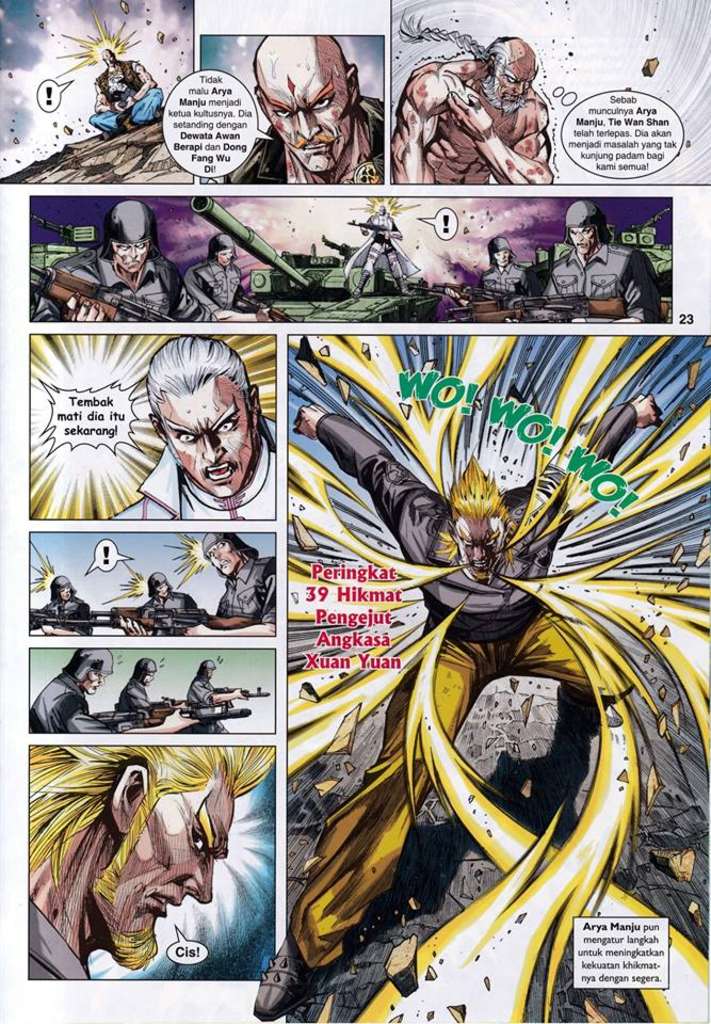 !
Tidak
malu Arya
Manju menjadi
ketua kultusnya. Dia
setanding dengan
Dewata Awan
Berapi dan Dong
Fang Wu
Di!
Sebab
munculnya Arya
Manju, Tie Wan Shan
telah terlepas. Dia akan
menjadi masalah yang tak
kunjung padam bagi
kami semua!
!
23
Tembak
mati dia itu
sekarang!
!
Cis!
WO! WO! WO!
Peringkat
39 Hikmat
Pengejut
Angkasa
Xuan Yuan
Arya Manju pun
mengatur langkah
untuk meningkatkan
kekuatan khikmat-
nya dengan segera.